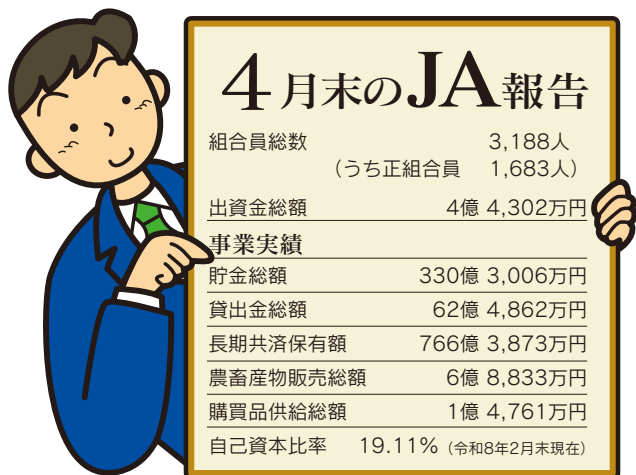 4月末のJA報告
組合員総数 3,188人
(うち正組合員 1,683人)
出資金総額 4億 4,302万円
事業実績
貯金総額 330億 3,006万円
貸出金総額 62億 4,862万円
長期共済保有額 766億 3,873万円
農畜産物販売総額 6億 8,833万円
購買品供給総額 1億 4,761万円
自己資本比率 19.11%(令和8年2月末現在)